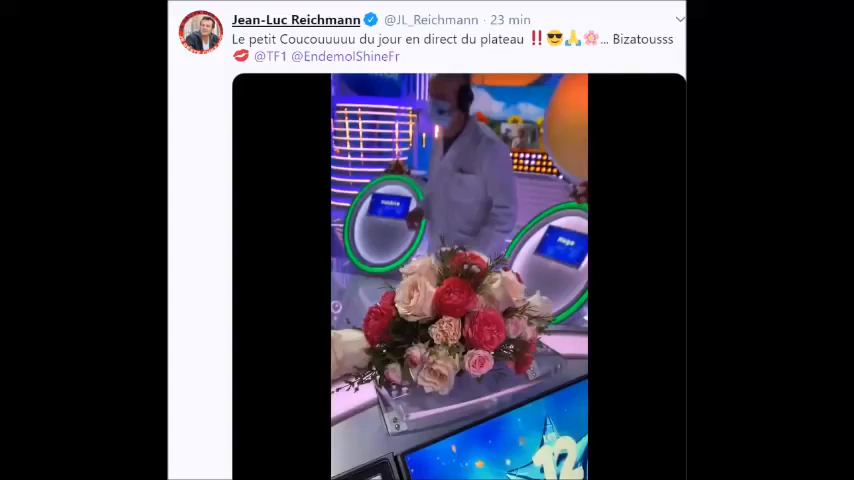 Jean-Luc Reichmann @JL_Reichmann · 23 min
Le petit Coucouuuuu du jour en direct du plateau ‼️😎🙏🌸... Bizatousss
💋 @TF1 @EndemolShineFr
Hugo
12